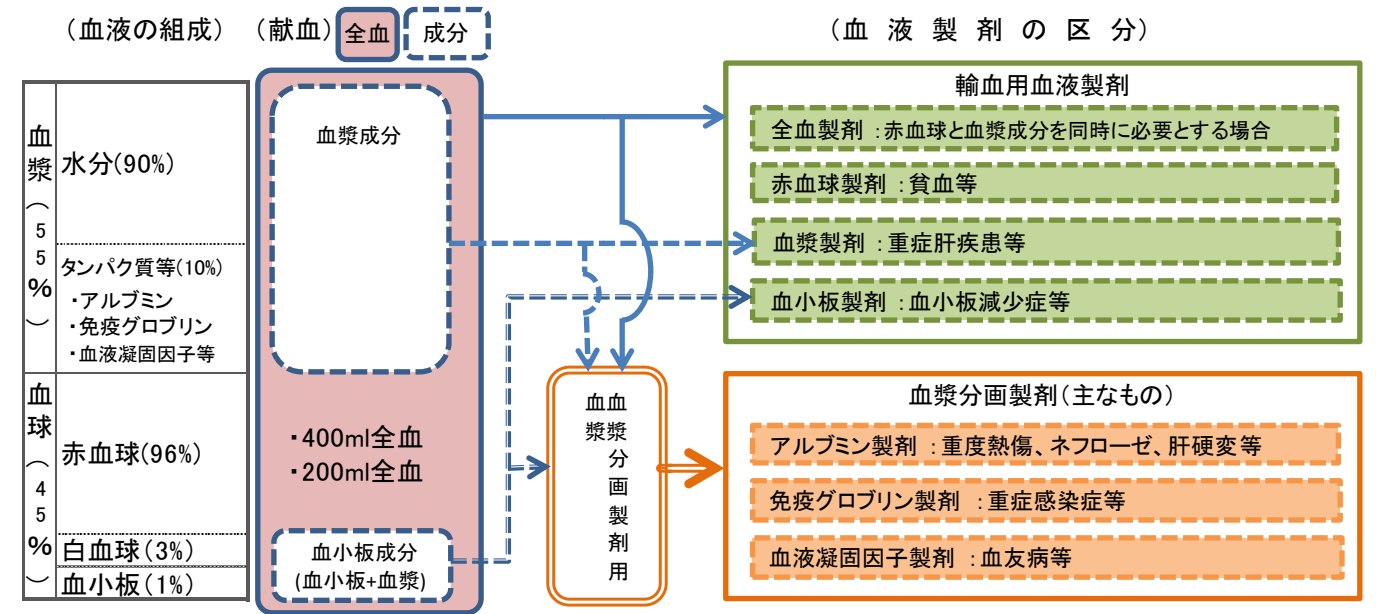 （血液の組成）
（献血）
全血
成分
（血液製剤の区分）
血漿（55%）
水分(90%)
タンパク質等(10%)
・アルブミン
・免疫グロブリン
・血液凝固因子等
血球（45%）
赤血球(96%)
白血球(3%)
血小板(1%)
血漿成分
・400ml全血
・200ml全血
血小板成分
(血小板+血漿)
血漿分画製剤用
血漿
輸血用血液製剤
全血製剤：赤血球と血漿成分を同時に必要とする場合
赤血球製剤：貧血等
血漿製剤：重症肝疾患等
血小板製剤：血小板減少症等
血漿分画製剤(主なもの)
アルブミン製剤：重度熱傷、ネフローゼ、肝硬変等
免疫グロブリン製剤：重症感染症等
血液凝固因子製剤：血友病等